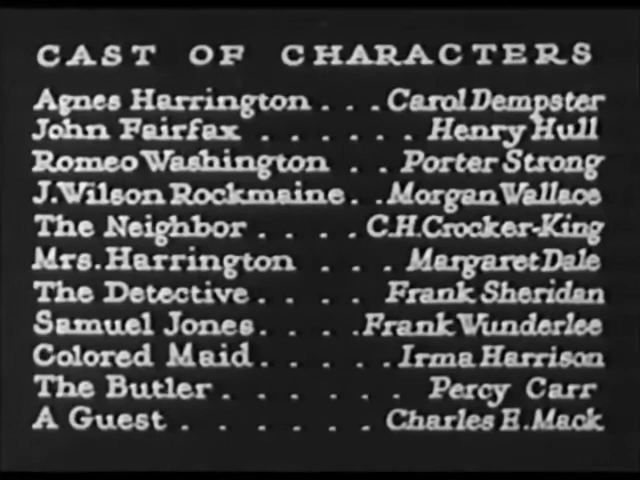 CAST OF CHARACTERS
Agnes Harrington . . . Carol Dempster
John Fairfax . . . . . . Henry Hull
Romeo Washington . . Porter Strong
J. Wilson Rockmaine . . Morgan Wallace
The Neighbor . . . . C.H. Crocker-King
Mrs. Harrington . . . Margaret Dale
The Detective . . . . Frank Sheridan
Samuel Jones . . . . Frank Wunderlee
Colored Maid . . . . . Irma Harrison
The Butler . . . . . . Percy Carr
A Guest . . . . . . Charles E. Mack